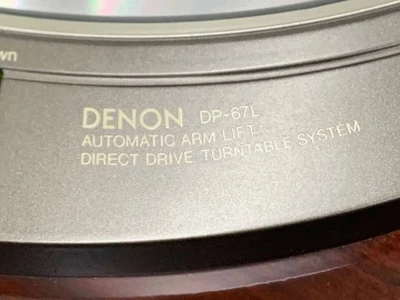 DENON DP-67L
AUTOMATIC ARM LIFT
DIRECT DRIVE TURNTABLE SYSTEM